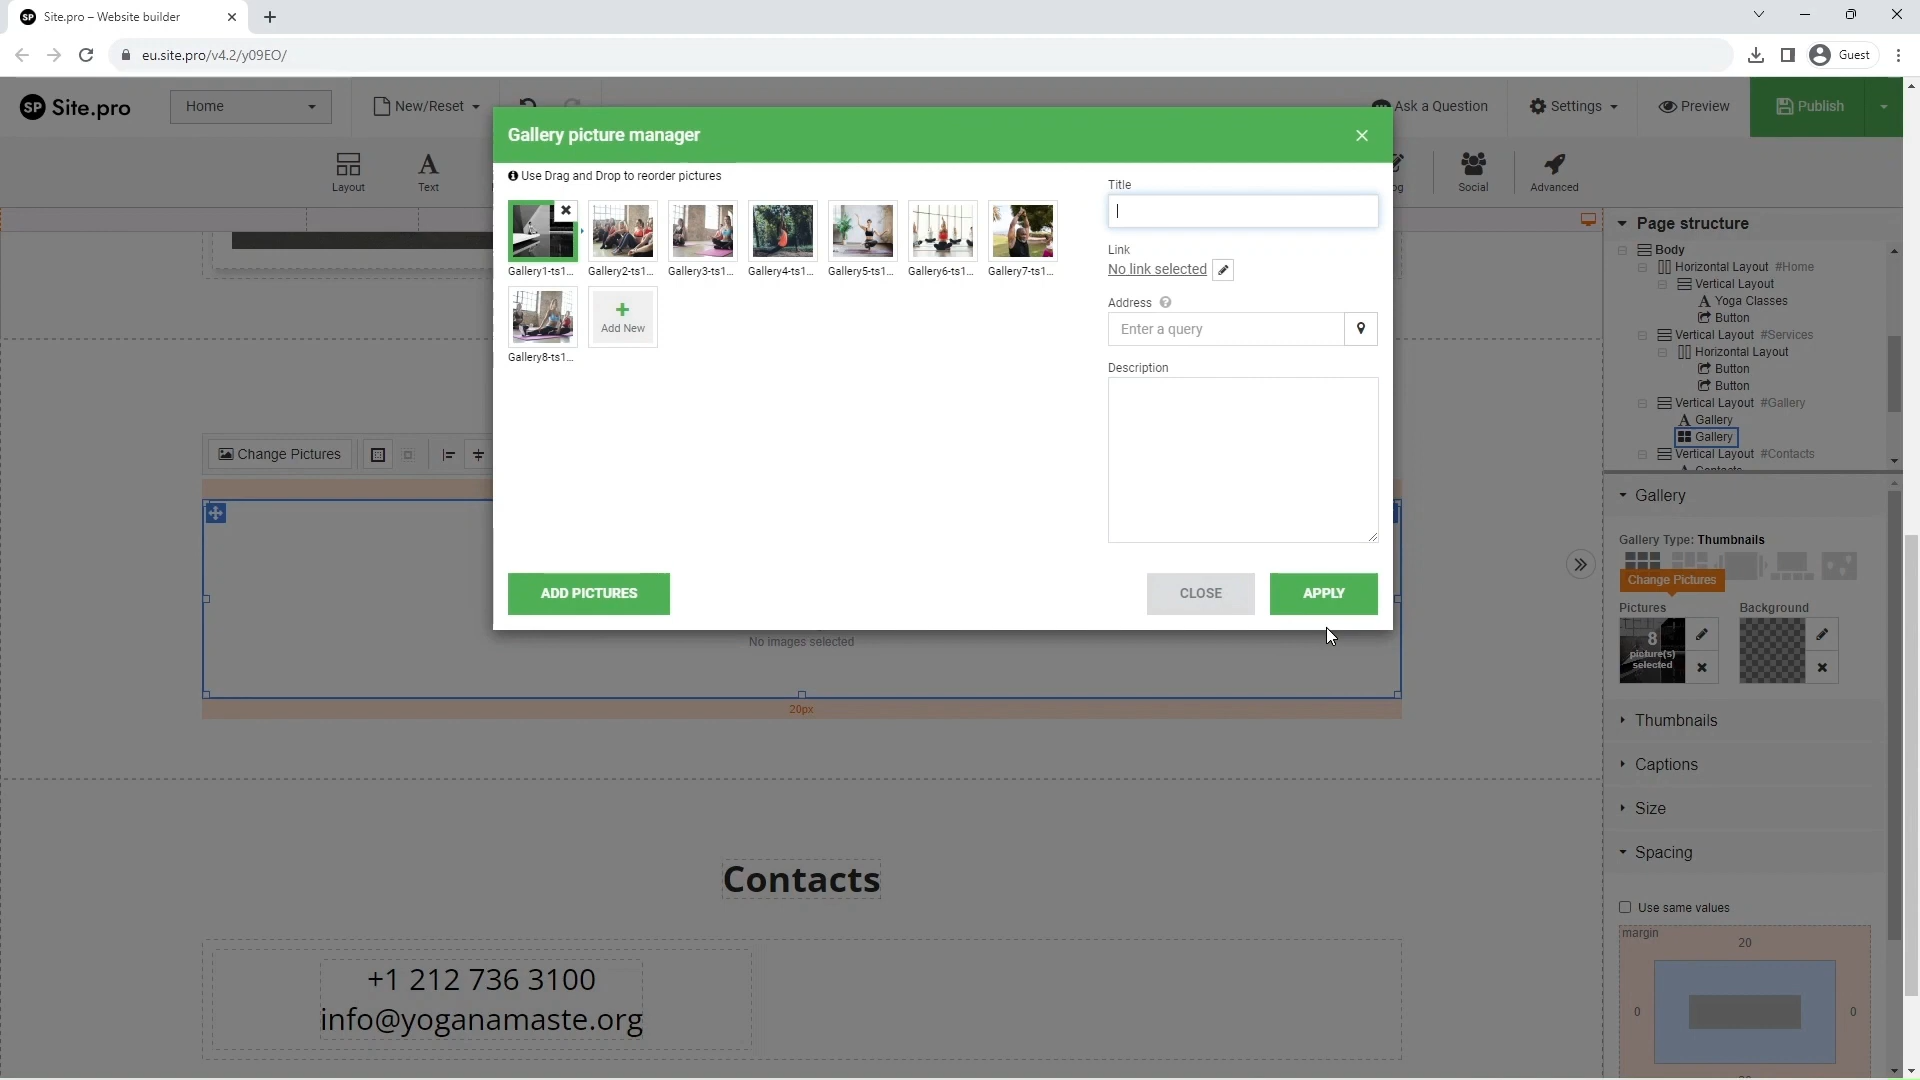 Site.pro – Website builder
eu.site.pro/v4.2/y09EO/
Guest
SP Site.pro
Home
New/Reset
Ask a Question
Settings
Preview
Publish
Gallery picture manager
Layout
Text
Social
Advanced
Use Drag and Drop to reorder pictures
Gallery1-ts1...
Gallery2-ts1...
Gallery3-ts1...
Gallery4-ts1...
Gallery5-ts1...
Gallery6-ts1...
Gallery7-ts1...
Gallery8-ts1...
Add New
Title
Link
No link selected
Address
Enter a query
Description
ADD PICTURES
CLOSE
APPLY
Change Pictures
No images selected
20px
Contacts
+1 212 736 3100
info@yoganamaste.org
Page structure
Body
Horizontal Layout #Home
Vertical Layout
Yoga Classes
Button
Vertical Layout #Services
Horizontal Layout
Button
Button
Vertical Layout #Gallery
Gallery
Gallery
Vertical Layout #Contacts
Gallery
Gallery Type: Thumbnails
Change Pictures
Pictures
Background
8
picture(s)
selected
Thumbnails
Captions
Size
Spacing
Use same values
margin
20
0
0